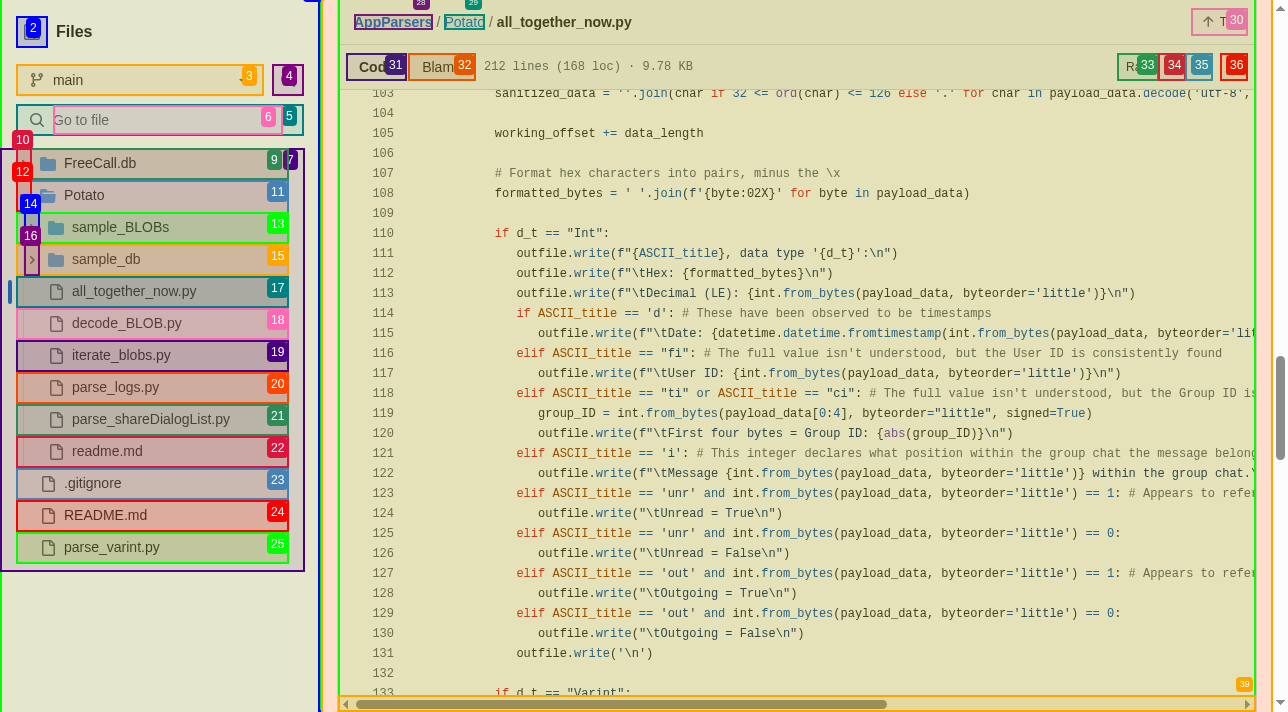 2
Files
main
3
4
Go to file
6
5
10
FreeCall.db
9
7
12
Potato
11
14
sample_BLOBs
13
16
sample_db
15
all_together_now.py
17
decode_BLOB.py
18
iterate_blobs.py
19
parse_logs.py
20
parse_shareDialogList.py
21
readme.md
22
.gitignore
23
README.md
24
parse_varint.py
25
28
29
AppParsers / Potato / all_together_now.py
30
Cod 31
Blam 32
212 lines (168 loc) · 9.78 KB
33
34
35
36
103 sanitized_data = ''.join(char if 32 <= ord(char) <= 126 else '.' for char in payload_data.decode('utf-8',
104
105 working_offset += data_length
106
107 # Format hex characters into pairs, minus the \x
108 formatted_bytes = ' '.join(f'{byte:02X}' for byte in payload_data)
109
110 if d_t == "Int":
111 outfile.write(f"{ASCII_title}, data type '{d_t}':\n")
112 outfile.write(f"\tHex: {formatted_bytes}\n")
113 outfile.write(f"\tDecimal (LE): {int.from_bytes(payload_data, byteorder='little')}\n")
114 if ASCII_title == 'd': # These have been observed to be timestamps
115 outfile.write(f"\tDate: {datetime.datetime.fromtimestamp(int.from_bytes(payload_data, byteorder='lit
116 elif ASCII_title == "fi": # The full value isn't understood, but the User ID is consistently found
117 outfile.write(f"\tUser ID: {int.from_bytes(payload_data, byteorder='little')}\n")
118 elif ASCII_title == "ti" or ASCII_title == "ci": # The full value isn't understood, but the Group ID is
119 group_ID = int.from_bytes(payload_data[0:4], byteorder="little", signed=True)
120 outfile.write(f"\tFirst four bytes = Group ID: {abs(group_ID)}\n")
121 elif ASCII_title == 'i': # This integer declares what position within the group chat the message belong
122 outfile.write(f"\tMessage {int.from_bytes(payload_data, byteorder='little')} within the group chat.\
123 elif ASCII_title == 'unr' and int.from_bytes(payload_data, byteorder='little') == 1: # Appears to refer
124 outfile.write("\tUnread = True\n")
125 elif ASCII_title == 'unr' and int.from_bytes(payload_data, byteorder='little') == 0:
126 outfile.write("\tUnread = False\n")
127 elif ASCII_title == 'out' and int.from_bytes(payload_data, byteorder='little') == 1: # Appears to refer
128 outfile.write("\tOutgoing = True\n")
129 elif ASCII_title == 'out' and int.from_bytes(payload_data, byteorder='little') == 0:
130 outfile.write("\tOutgoing = False\n")
131 outfile.write('\n')
132
133 if d_t == "Varint":
39